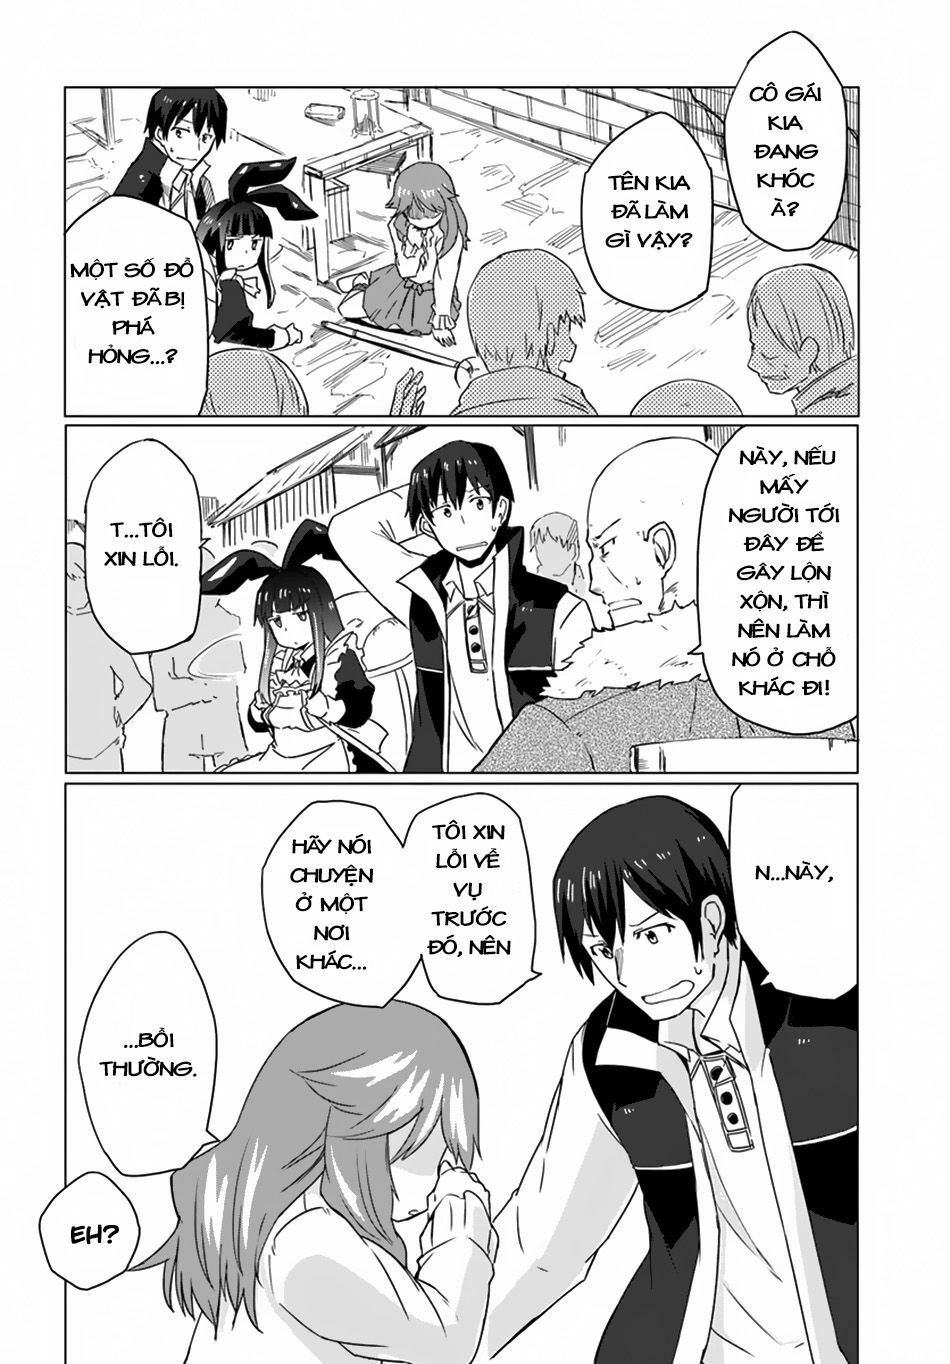 CÔ GÁI
KIA
ĐANG
KHÓC
À?
TÊN KIA
ĐÃ LÀM
GÌ VẬY?
MỘT SỐ ĐỒ
VẬT ĐÃ BỊ
PHÁ
HỎNG...?
NÀY, NẾU
MẤY
NGƯỜI TỚI
ĐÂY ĐỂ
GÂY LỘN
XỘN, THÌ
NÊN LÀM
NÓ Ở CHỖ
KHÁC ĐI!
T...TÔI
XIN LỖI.
N...NÀY,
TÔI XIN
LỖI VỀ
VỤ
TRƯỚC
ĐÓ, NÊN
HÃY NÓI
CHUYỆN
Ở MỘT
NƠI
KHÁC...
...BỒI
THƯỜNG.
EH?